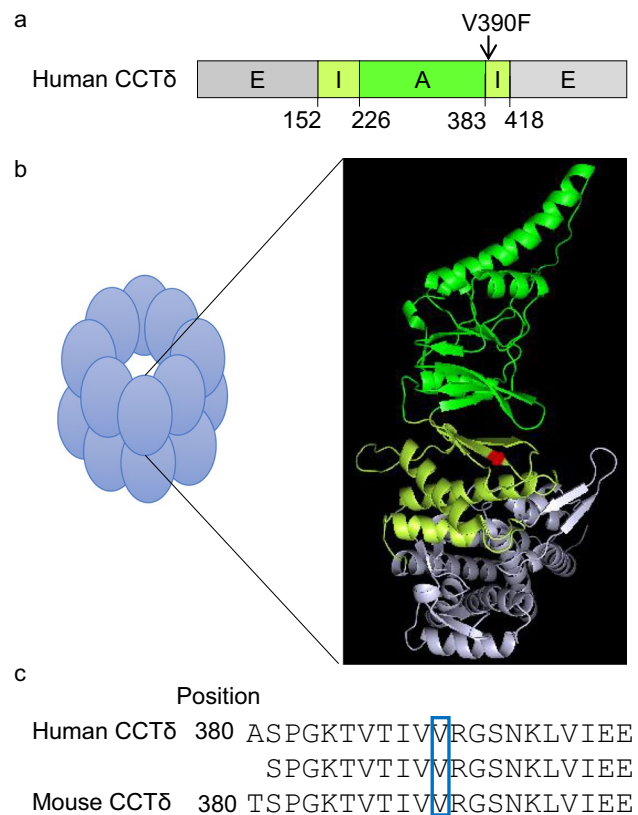 a
V390F
Human CCTδ E I A I E
152 226 383 418
b
c
Position
Human CCTδ 380 ASPGKTVTIVVRGSNKLVIEE
SPGKTVTIVVRGSNKLVIEE
Mouse CCTδ 380 TSPGKTVTIVVRGSNKLVIEE